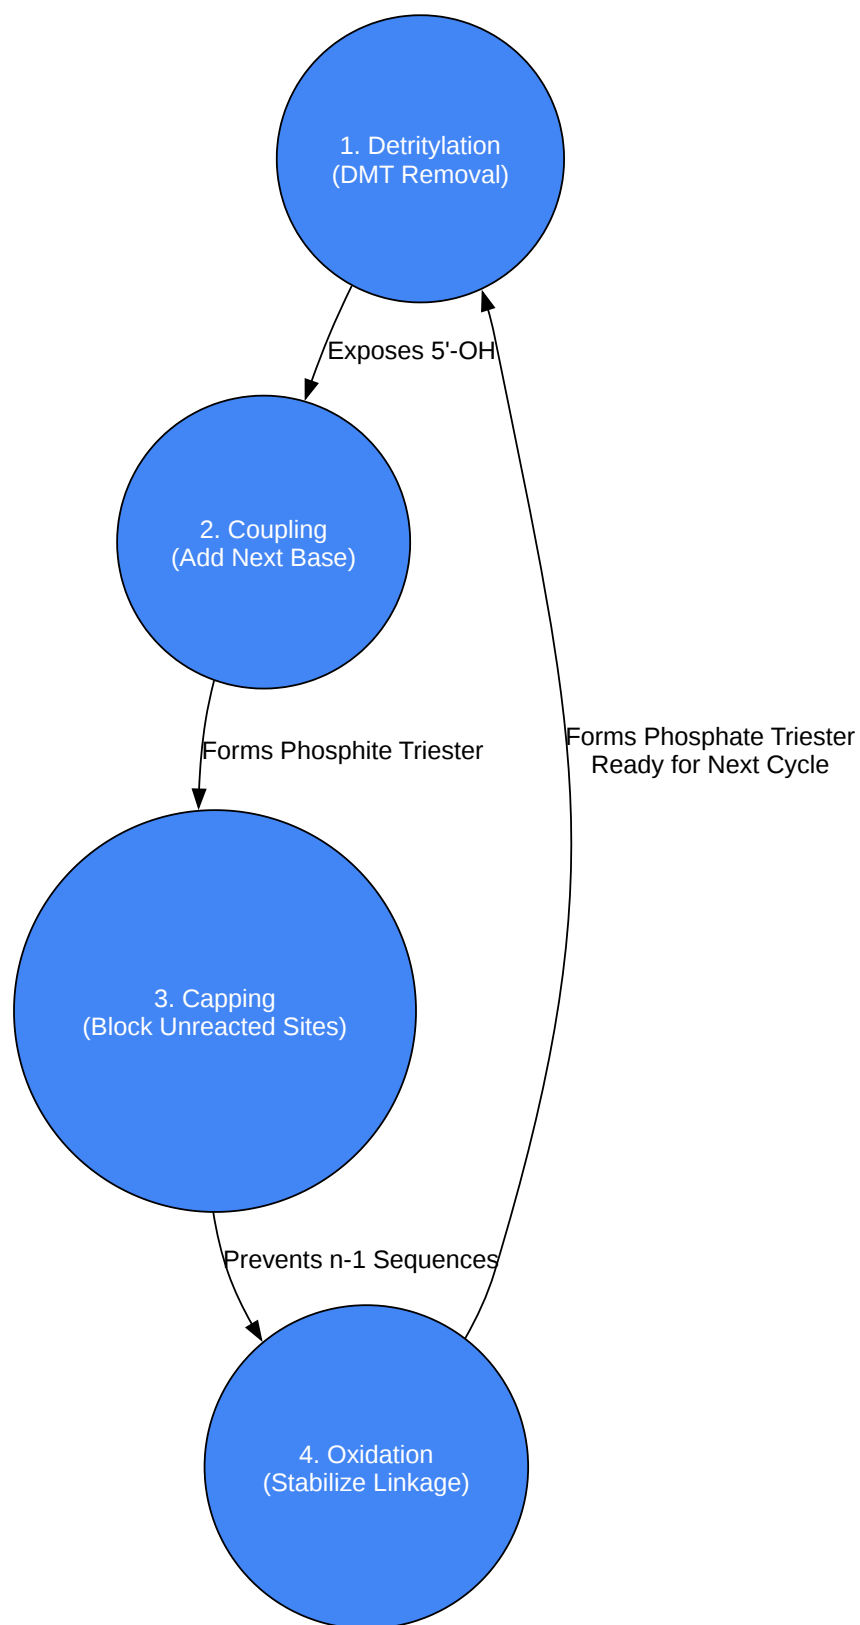 1. Detritylation
(DMT Removal)
Exposes 5'-OH
2. Coupling
(Add Next Base)
Forms Phosphite Triester
Forms Phosphate Triester
Ready for Next Cycle
3. Capping
(Block Unreacted Sites)
Prevents n-1 Sequences
4. Oxidation
(Stabilize Linkage)